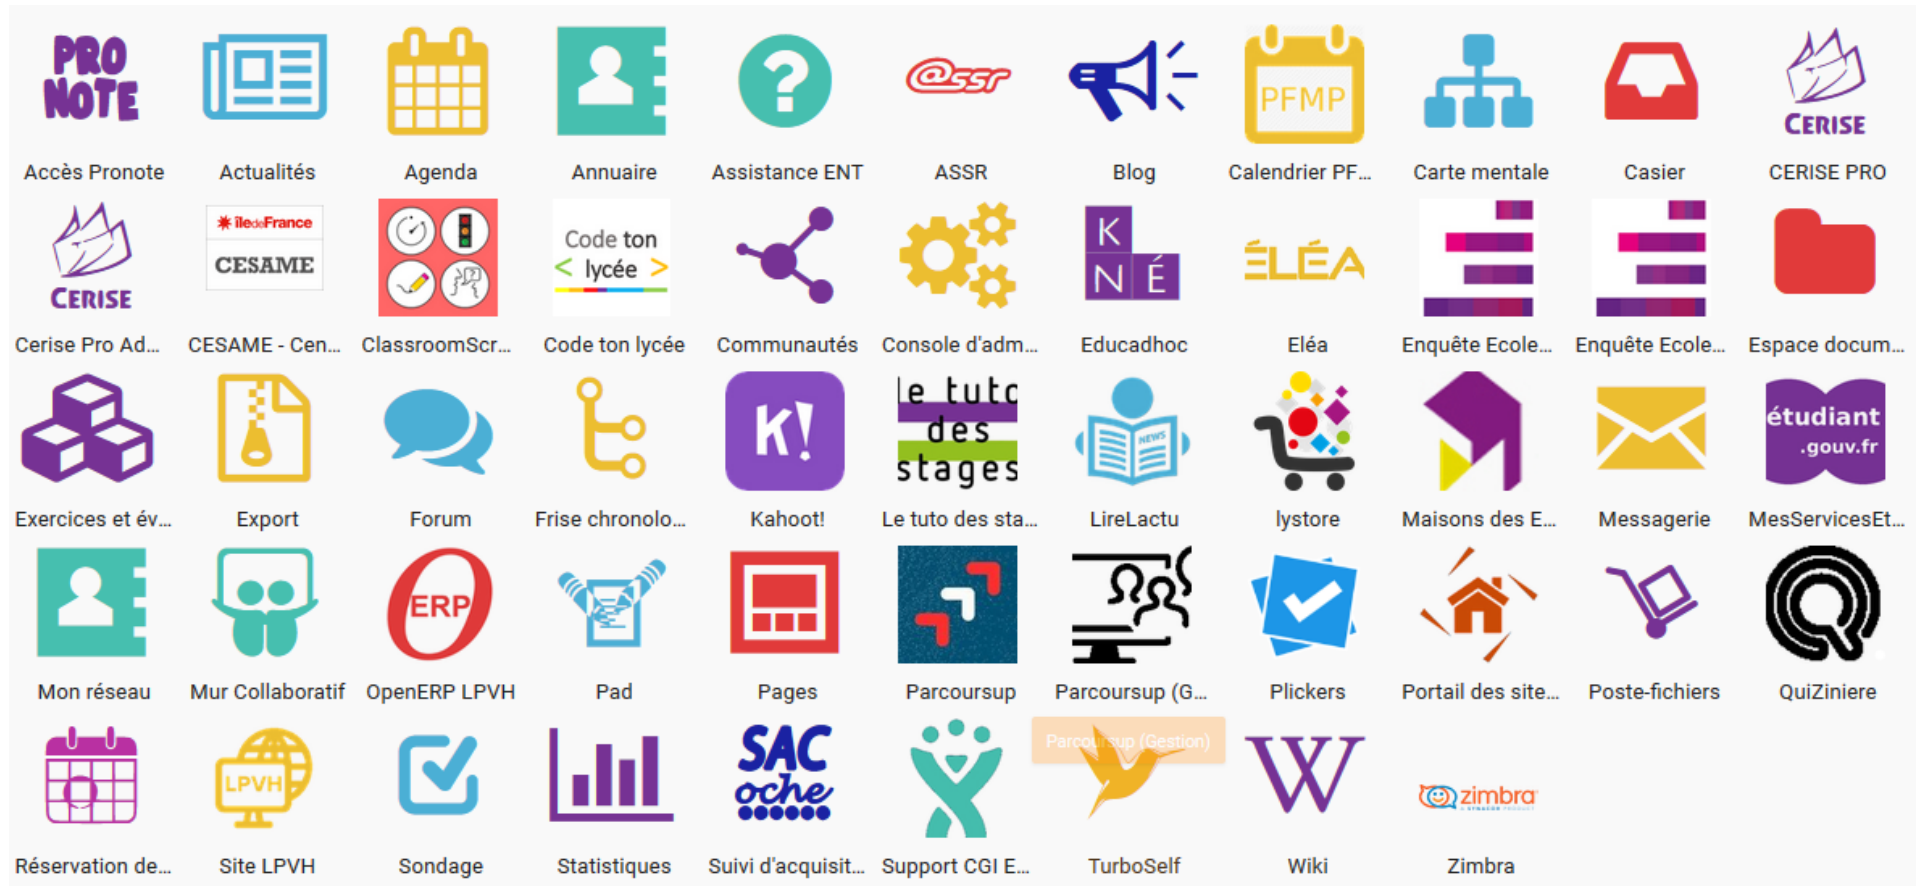 PRO
NOTE
@ssr
PFMP
CERISE
Accès Pronote
Actualités
Agenda
Annuaire
Assistance ENT
ASSR
Blog
Calendrier PF...
Carte mentale
Casier
CERISE PRO
CERISE
îledeFrance
CESAME
Code ton
< lycée >
K
N É
ÉLÉA
Cerise Pro Ad...
CESAME - Cen...
ClassroomScr...
Code ton lycée
Communautés
Console d'adm...
Educadhoc
Eléa
Enquête Ecole...
Enquête Ecole...
Espace docum...
K!
le tuto
des
stages
NEWS
étudiant
.gouv.fr
Exercices et év...
Export
Forum
Frise chronolo...
Kahoot!
Le tuto des sta...
LireLactu
lystore
Maisons des E...
Messagerie
MesServicesEt...
ERP
Mon réseau
Mur Collaboratif
OpenERP LPVH
Pad
Pages
Parcoursup
Parcoursup (G...
Plickers
Portail des site...
Poste-fichiers
QuiZiniere
LPVH
SAC
oche
Parcoursup (Gestion)
W
zimbra
A SYNACOR PRODUCT
Réservation de...
Site LPVH
Sondage
Statistiques
Suivi d'acquisit...
Support CGI E...
TurboSelf
Wiki
Zimbra